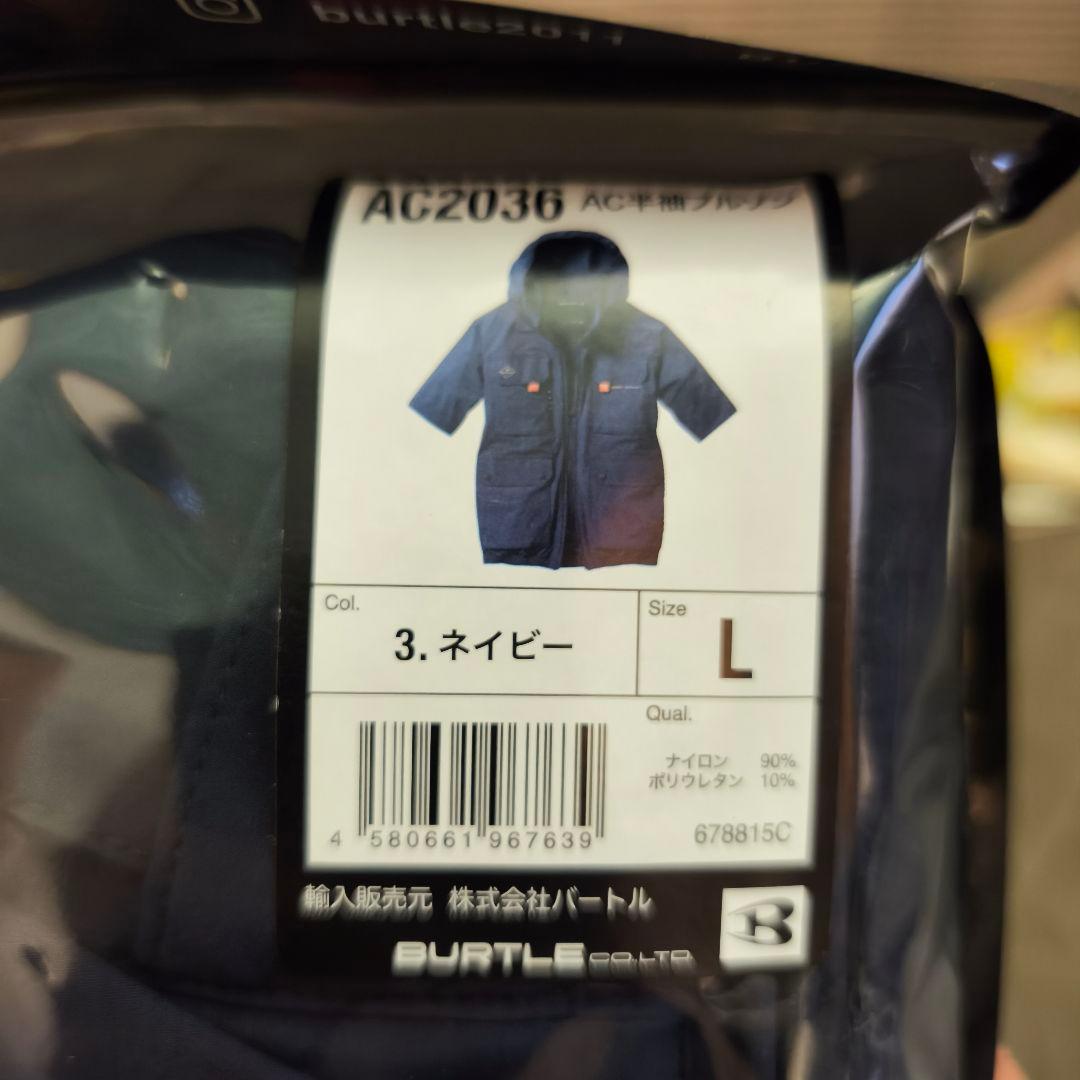 burtle2011
AC2036 AC半袖ブルゾン
Col.
3. ネイビー
Size
L
Qual.
ナイロン 90%
ポリウレタン 10%
4 580661 967639
678815C
輸入販売元 株式会社バートル
BURTLE CO.LTD
B